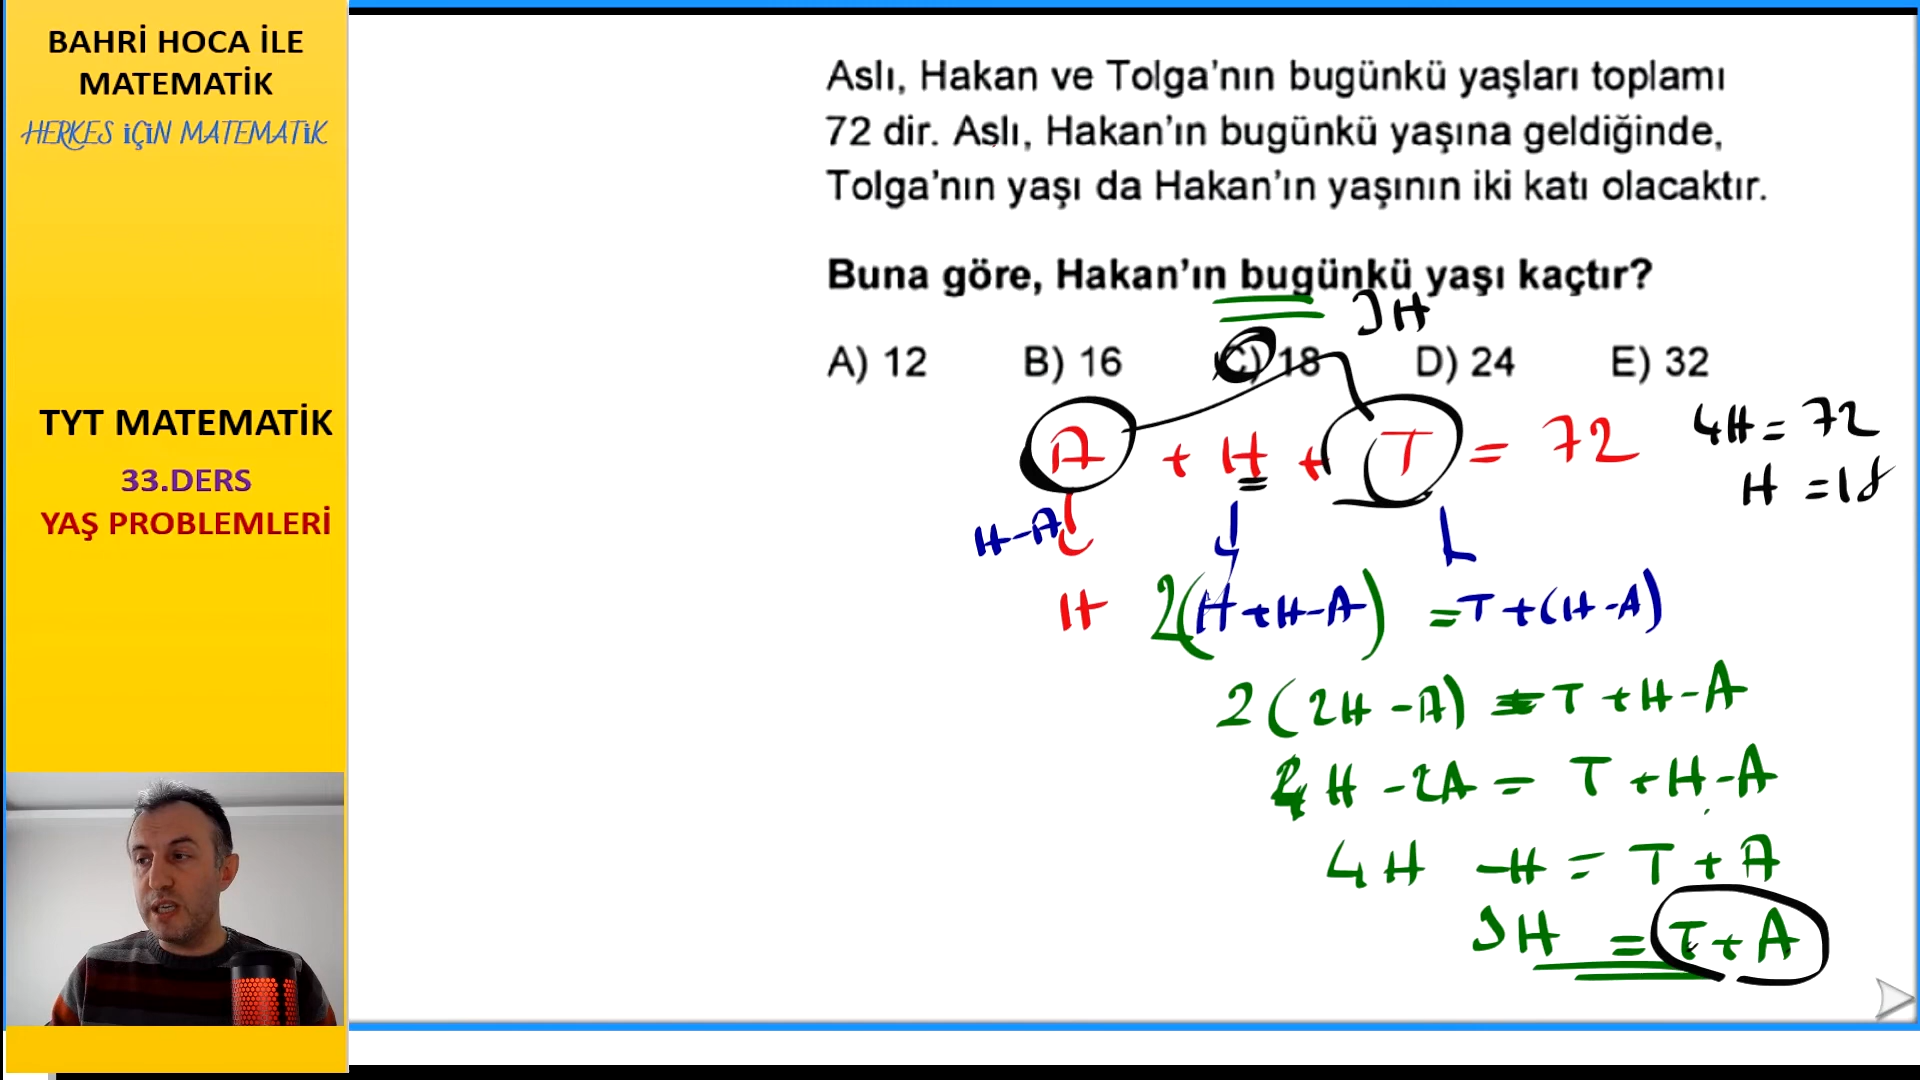 BAHRİ HOCA İLE
MATEMATİK
HERKES İÇİN MATEMATİK
TYT MATEMATİK
33.DERS
YAŞ PROBLEMLERİ
Aslı, Hakan ve Tolga'nın bugünkü yaşları toplamı
72 dir. Aslı, Hakan'ın bugünkü yaşına geldiğinde,
Tolga'nın yaşı da Hakan'ın yaşının iki katı olacaktır.
Buna göre, Hakan'ın bugünkü yaşı kaçtır?
3H
A) 12 B) 16 C) 18 D) 24 E) 32
A + H + T = 72
4H = 72
H = 18
H-A
H 2(H+H-A) = T+(H-A)
2(2H-A) = T+H-A
4H-2A = T+H-A
4H -H = T+A
3H = T+A